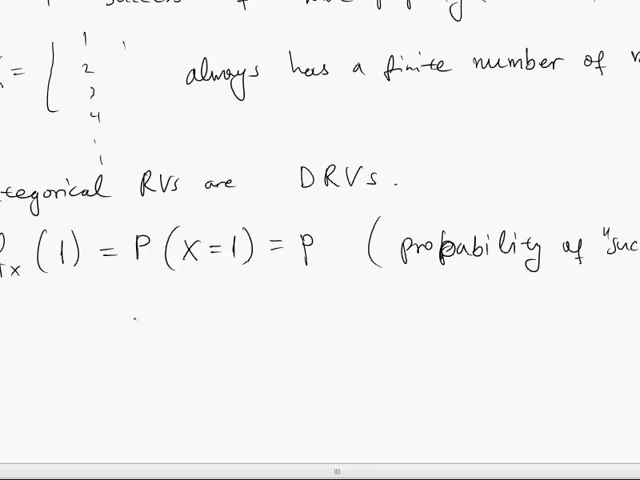 success of
1
2
3
4
always has a finite number of
tegorical RVs are DRVs.
X (1) = P (X=1) = p ( probability of "suc